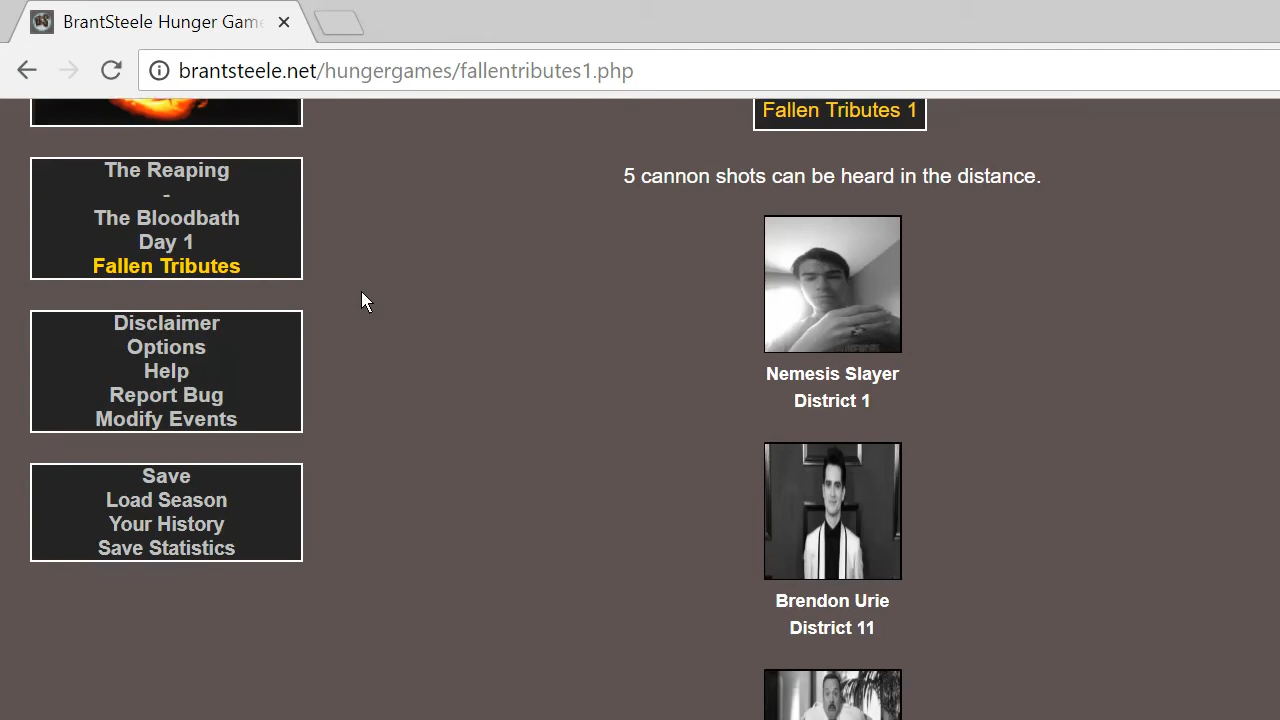 BrantSteele Hunger Game
brantsteele.net/hungergames/fallentributes1.php
Fallen Tributes 1
The Reaping
-
The Bloodbath
Day 1
Fallen Tributes
Disclaimer
Options
Help
Report Bug
Modify Events
Save
Load Season
Your History
Save Statistics
5 cannon shots can be heard in the distance.
Nemesis Slayer
District 1
Brendon Urie
District 11